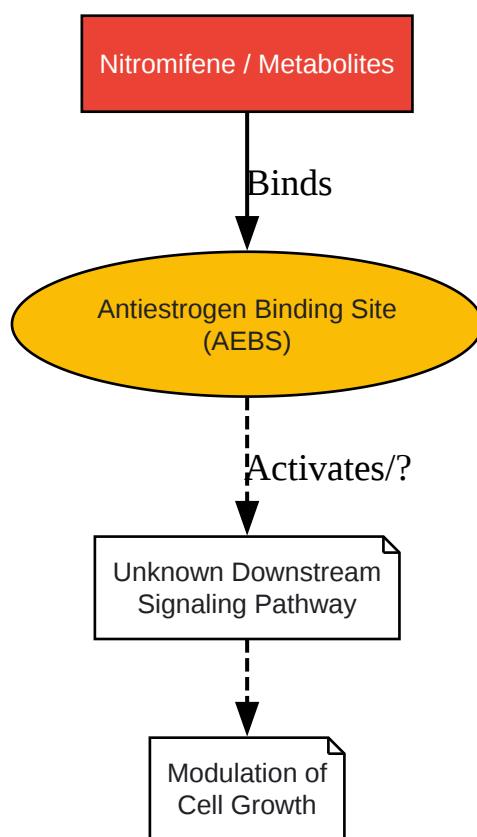 Nitromifene / Metabolites
Binds
Antiestrogen Binding Site
(AEBS)
Activates/?
Unknown Downstream
Signaling Pathway
Modulation of
Cell Growth